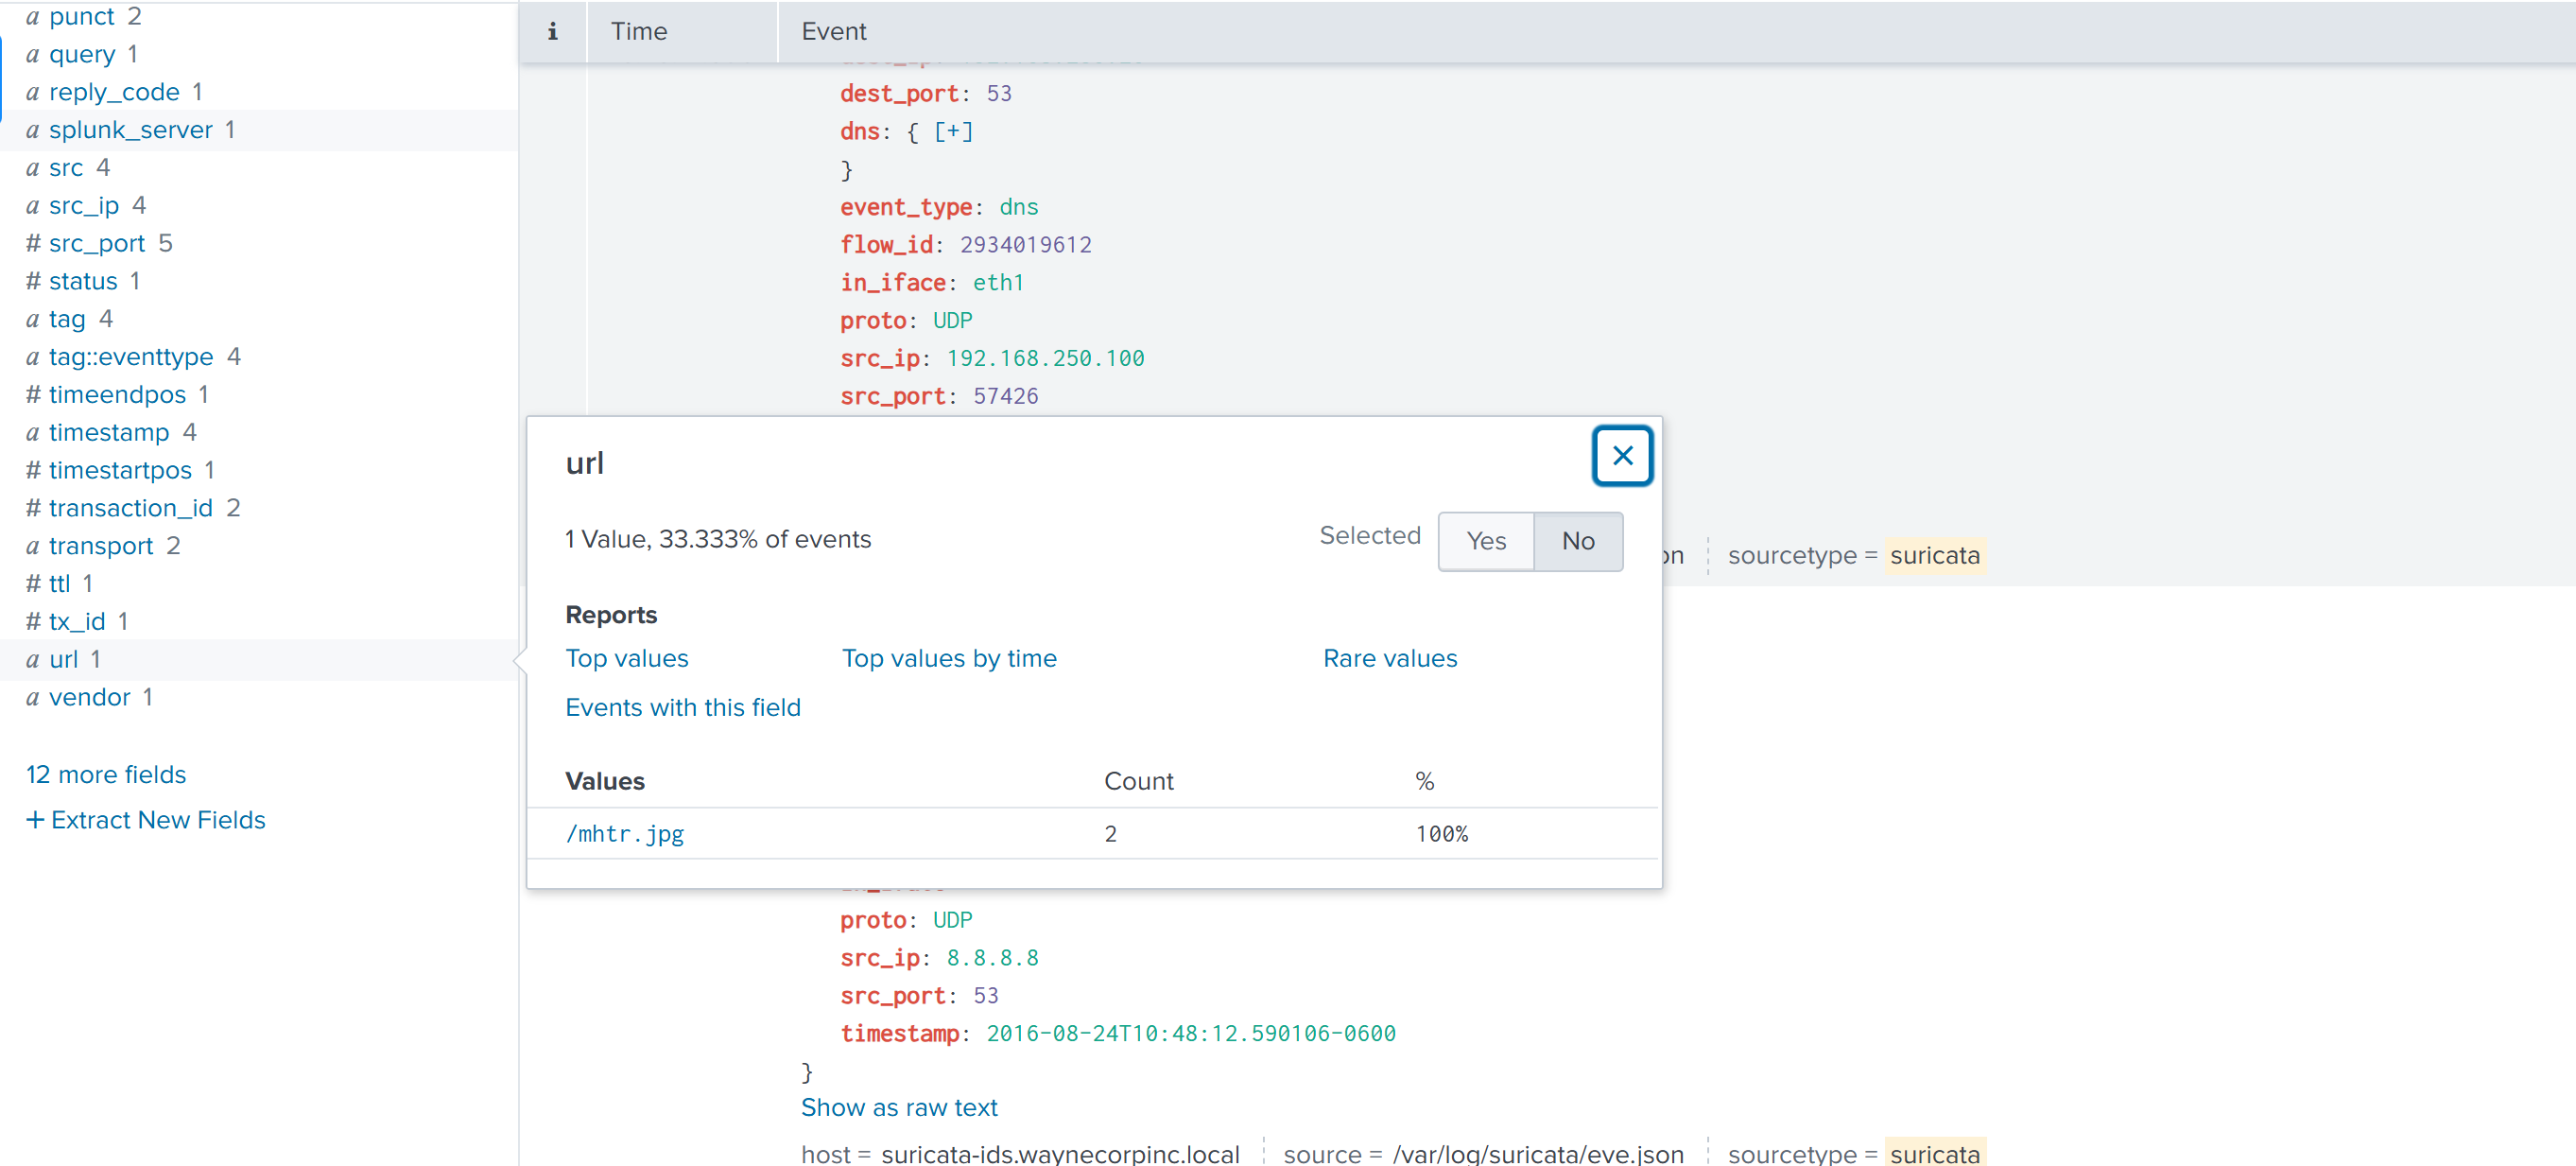 a punct 2
a query 1
a reply_code 1
a splunk_server 1
a src 4
a src_ip 4
# src_port 5
# status 1
a tag 4
a tag::eventtype 4
# timeendpos 1
a timestamp 4
# timestartpos 1
# transaction_id 2
a transport 2
# ttl 1
# tx_id 1
a url 1
a vendor 1
12 more fields
+ Extract New Fields
i Time Event
dest_port: 53
dns: { [+]
}
event_type: dns
flow_id: 2934019612
in_iface: eth1
proto: UDP
src_ip: 192.168.250.100
src_port: 57426
sourcetype = suricata
url
1 Value, 33.333% of events
Selected Yes No
Reports
Top values Top values by time Rare values
Events with this field
Values Count %
/mhtr.jpg 2 100%
proto: UDP
src_ip: 8.8.8.8
src_port: 53
timestamp: 2016-08-24T10:48:12.590106-0600
}
Show as raw text
host = suricata-ids.waynecorpinc.local source = /var/log/suricata/eve.json sourcetype = suricata